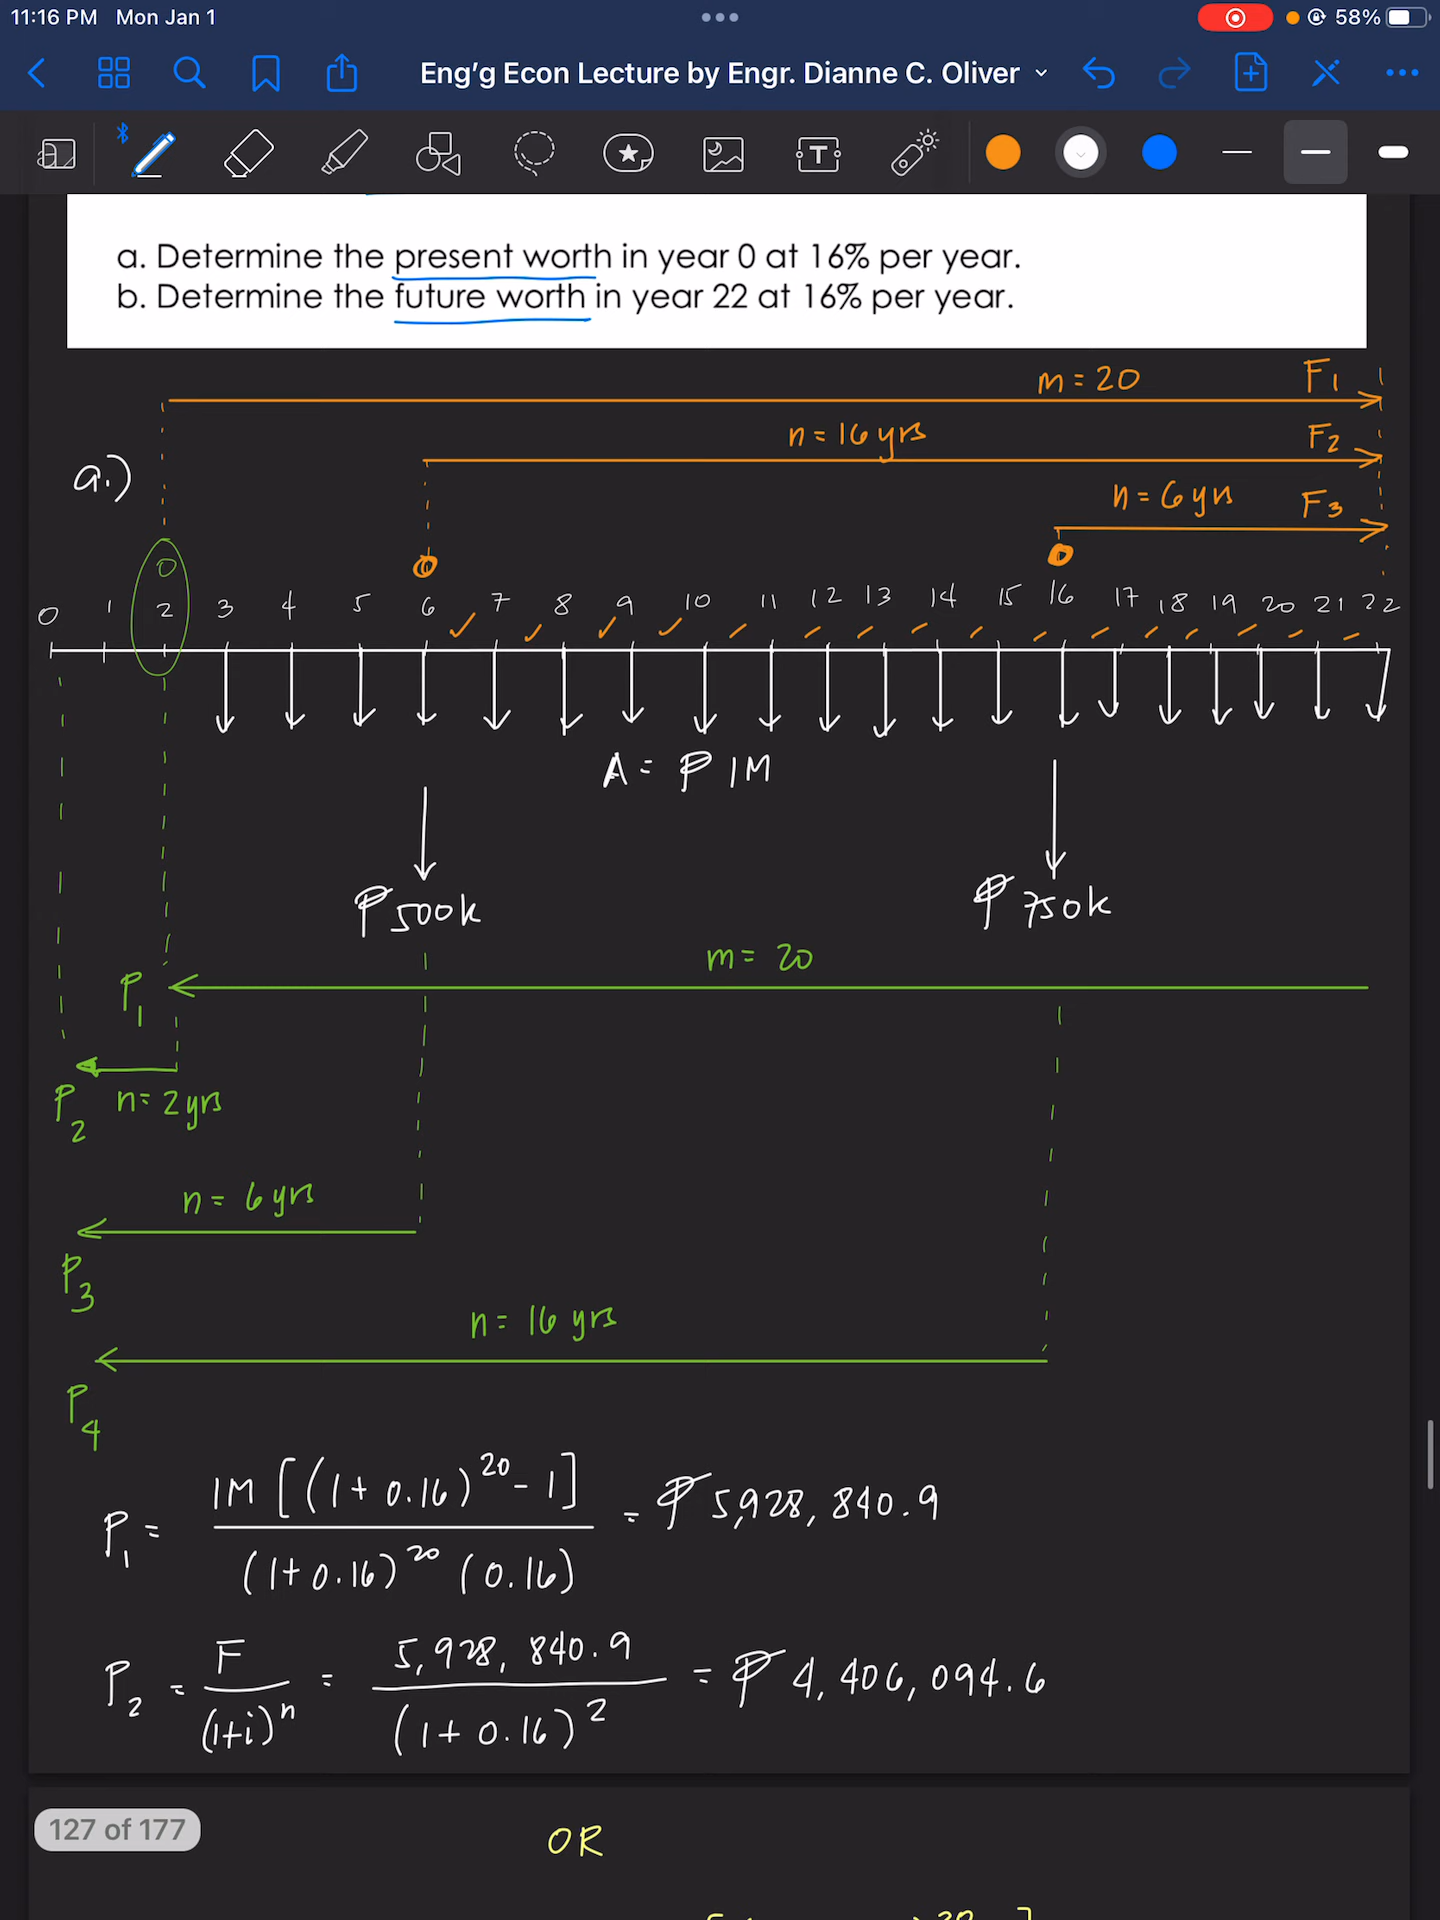 11:16 PM Mon Jan 1
58%
Eng'g Econ Lecture by Engr. Dianne C. Oliver
a. Determine the present worth in year 0 at 16% per year.
b. Determine the future worth in year 22 at 16% per year.
m = 20 F1
n = 16 yrs F2
a.)
n = 6 yrs F3
0
0 1 2 3 4 5 6 7 8 9 10 11 12 13 14 15 16 17 18 19 20 21 22
A = ₱ 1M
₱ 500k ₱ 750k
m = 20
P1
P2 n = 2 yrs
n = 6 yrs
P3
n = 16 yrs
P4
P1 = 1M [(1 + 0.16)^20 - 1] / (1+0.16)^20 (0.16) = ₱ 5,928,840.9
P2 = F / (1+i)^n = 5,928,840.9 / (1 + 0.16)^2 = ₱ 4,406,094.6
127 of 177
OR